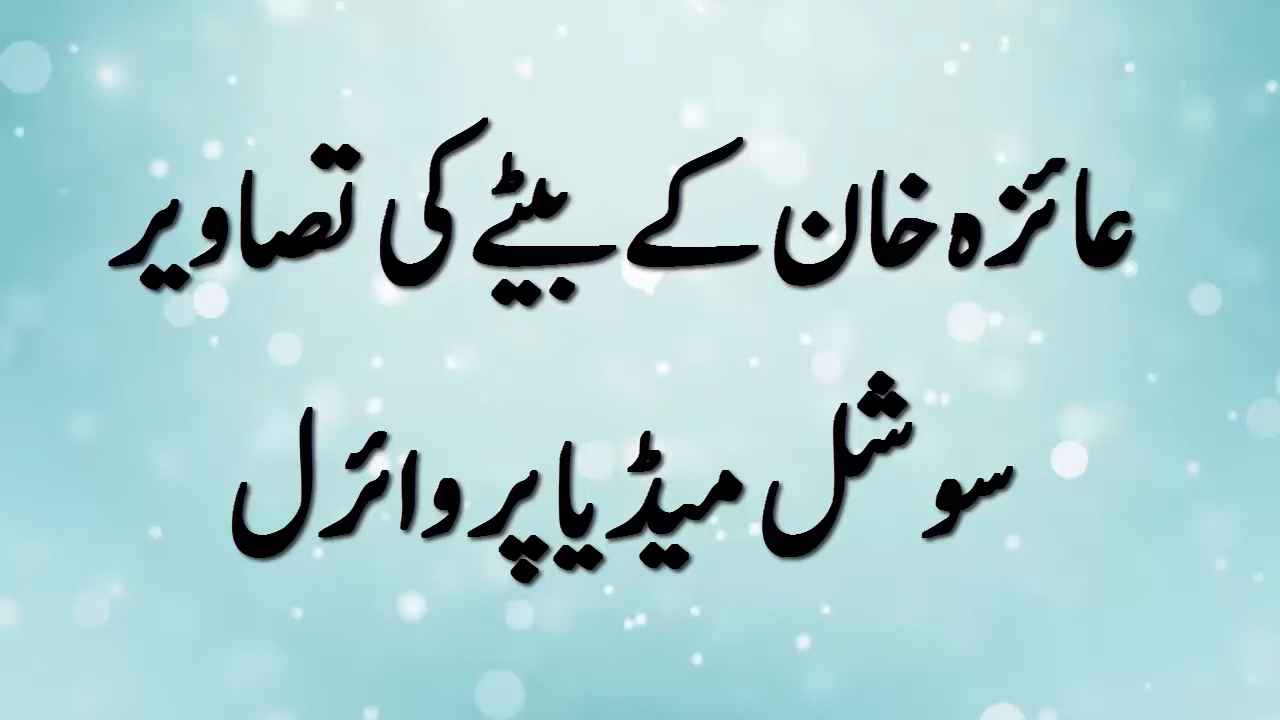 عائزہ خان کے بیٹے کی تصاویر
سوشل میڈیا پر وائرل